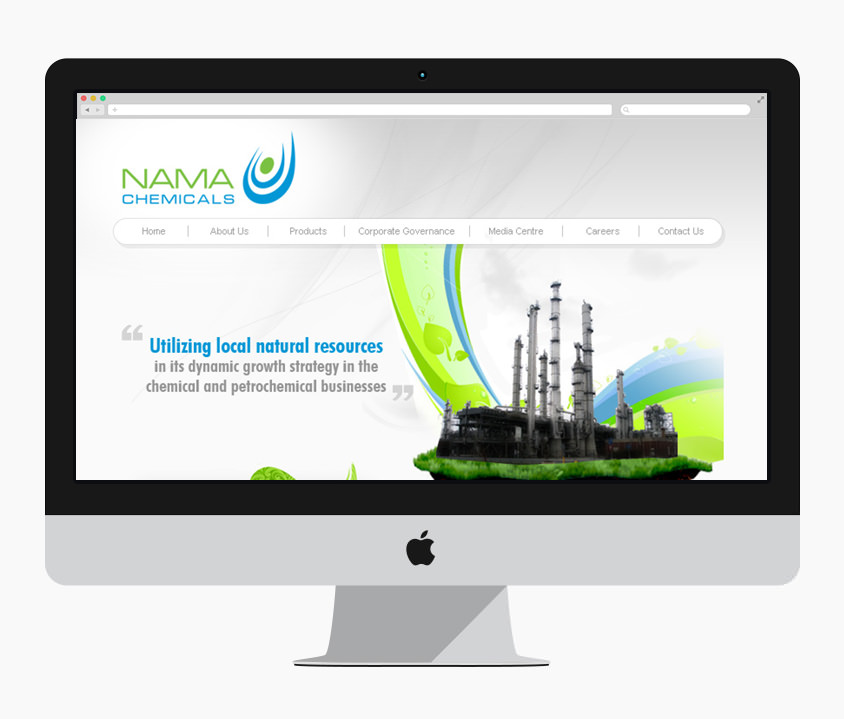 NAMA
CHEMICALS
Home About Us Products Corporate Governance Media Centre Careers Contact Us
“ Utilizing local natural resources
in its dynamic growth strategy in the
chemical and petrochemical businesses ”